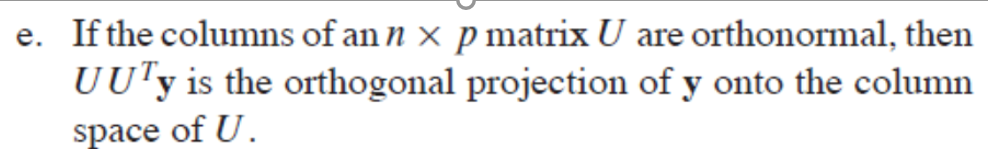 e. If the columns of an n × p matrix U are orthonormal, then
UUᵀy is the orthogonal projection of y onto the column
space of U.